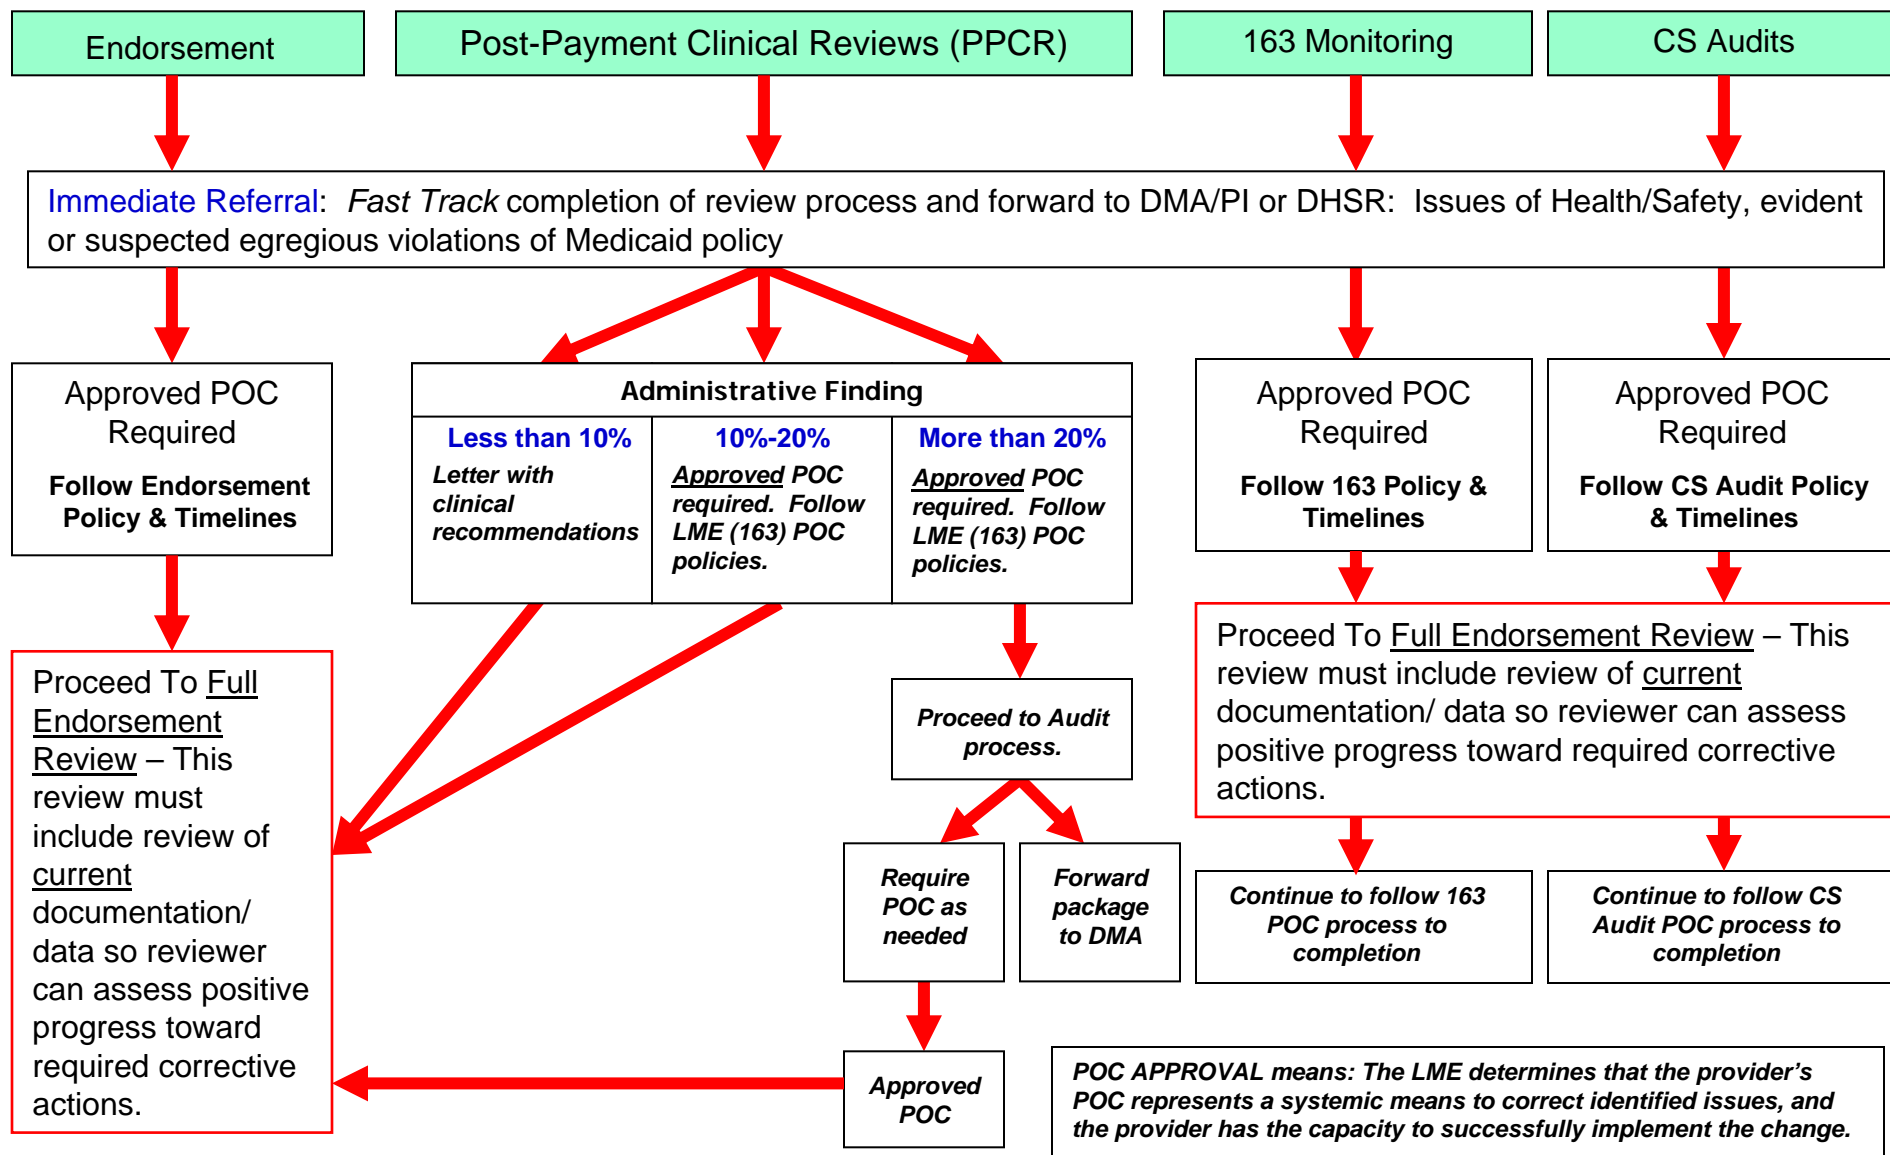 Endorsement
Post-Payment Clinical Reviews (PPCR)
163 Monitoring
CS Audits
Immediate Referral:  Fast Track completion of review process and forward to DMA/PI or DHSR:  Issues of Health/Safety, evident
or suspected egregious violations of Medicaid policy
Approved POC
Required
Follow Endorsement
Policy & Timelines
Administrative Finding
Less than 10%
Letter with
clinical
recommendations
10%-20%
Approved POC
required.  Follow
LME (163) POC
policies.
More than 20%
Approved POC
required.  Follow
LME (163) POC
policies.
Approved POC
Required
Follow 163 Policy &
Timelines
Approved POC
Required
Follow CS Audit Policy
& Timelines
Proceed To Full
Endorsement
Review – This
review must
include review of
current
documentation/
data so reviewer
can assess positive
progress toward
required corrective
actions.
Proceed to Audit
process.
Require
POC as
needed
Forward
package
to DMA
Approved
POC
Proceed To Full Endorsement Review – This
review must include review of current
documentation/ data so reviewer can assess
positive progress toward required corrective
actions.
Continue to follow 163
POC process to
completion
Continue to follow CS
Audit POC process to
completion
POC APPROVAL means: The LME determines that the provider's
POC represents a systemic means to correct identified issues, and
the provider has the capacity to successfully implement the change.